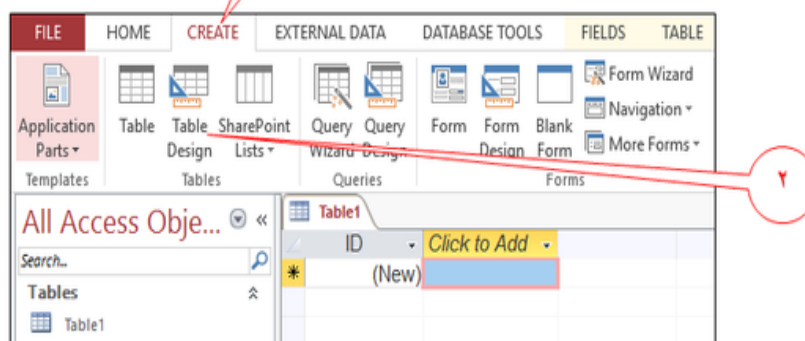 FILE HOME CREATE EXTERNAL DATA DATABASE TOOLS FIELDS TABLE
Application Parts
Table
Table Design
SharePoint Lists
Query Wizard
Query Design
Form
Form Design
Blank Form
Form Wizard
Navigation
More Forms
Templates Tables Queries Forms
٢
All Access Obje... «
Search...
Tables
Table1
Table1
ID Click to Add
(New)